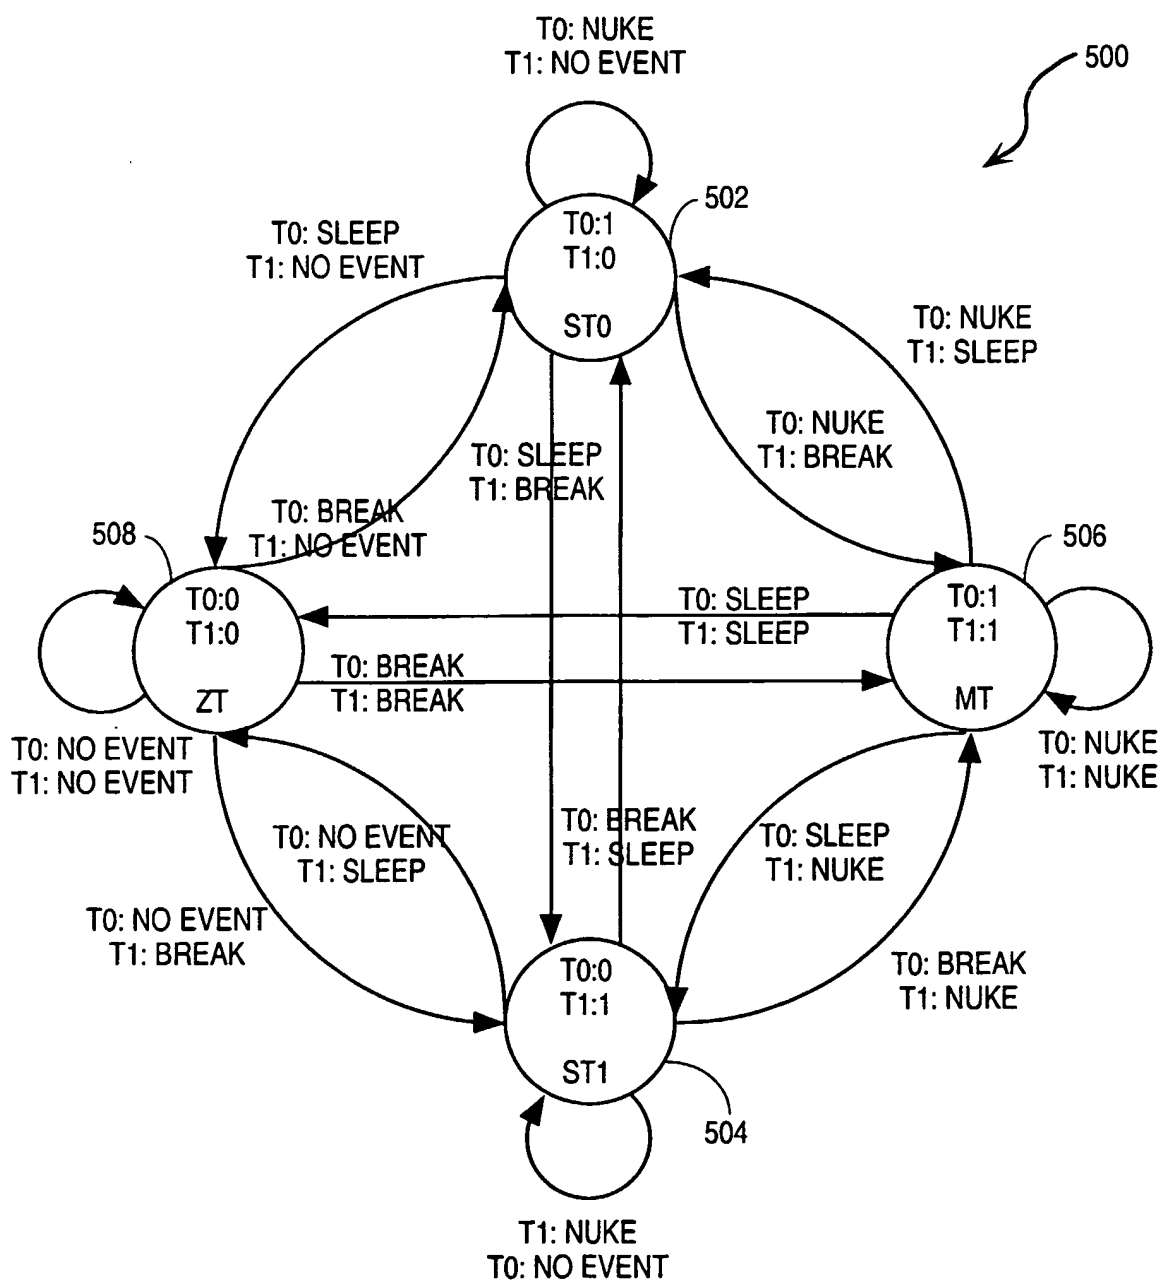 T0: NUKE
T1: NO EVENT
500
502
T0:1
T1:0
ST0
T0: SLEEP
T1: NO EVENT
T0: NUKE
T1: SLEEP
T0: NUKE
T1: BREAK
T0: SLEEP
T1: BREAK
T0: BREAK
T1: NO EVENT
508
506
T0:0
T1:0
ZT
T0: SLEEP
T1: SLEEP
T0:1
T1:1
MT
T0: BREAK
T1: BREAK
T0: NO EVENT
T1: NO EVENT
T0: NUKE
T1: NUKE
T0: NO EVENT
T1: SLEEP
T0: BREAK
T1: SLEEP
T0: SLEEP
T1: NUKE
T0: NO EVENT
T1: BREAK
T0: BREAK
T1: NUKE
T0:0
T1:1
ST1
504
T1: NUKE
T0: NO EVENT